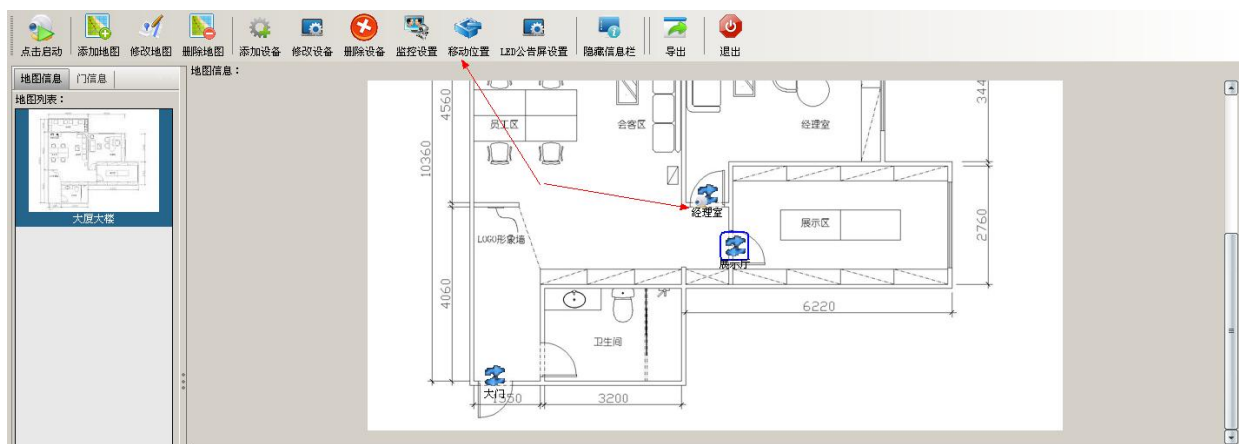 点击启动 添加地图 修改地图 删除地图 添加设备 修改设备 删除设备 监控设置 移动位置 LED公告屏设置 隐藏信息栏 导出 退出
地图信息 门信息
地图信息：
地图列表：
大厦大楼
4560
344
员工区
会客区
经理室
10360
经理室
展示区
2760
LOGO形象墙
展示厅
4060
6220
卫生间
大门
1550
3200